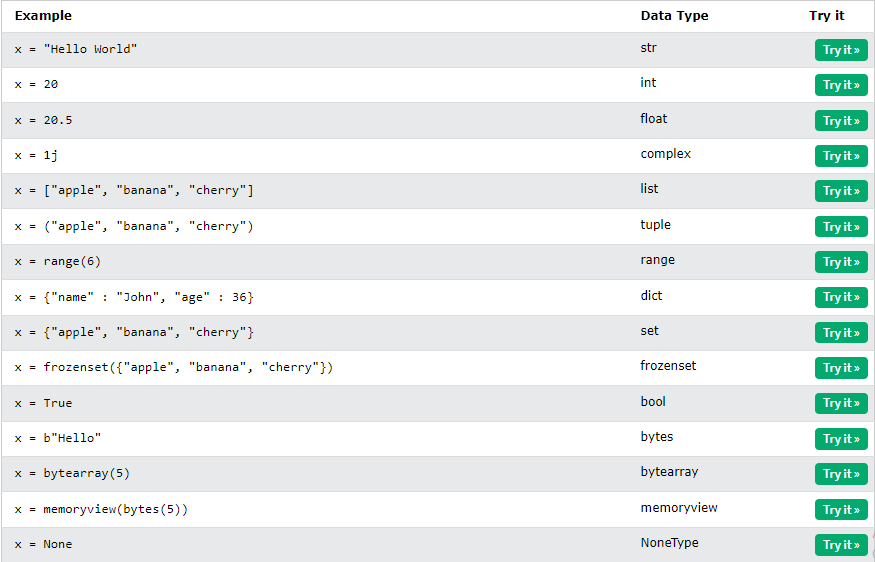 Example Data Type Try it
x = "Hello World" str Try it »
x = 20 int Try it »
x = 20.5 float Try it »
x = 1j complex Try it »
x = ["apple", "banana", "cherry"] list Try it »
x = ("apple", "banana", "cherry") tuple Try it »
x = range(6) range Try it »
x = {"name" : "John", "age" : 36} dict Try it »
x = {"apple", "banana", "cherry"} set Try it »
x = frozenset({"apple", "banana", "cherry"}) frozenset Try it »
x = True bool Try it »
x = b"Hello" bytes Try it »
x = bytearray(5) bytearray Try it »
x = memoryview(bytes(5)) memoryview Try it »
x = None NoneType Try it »